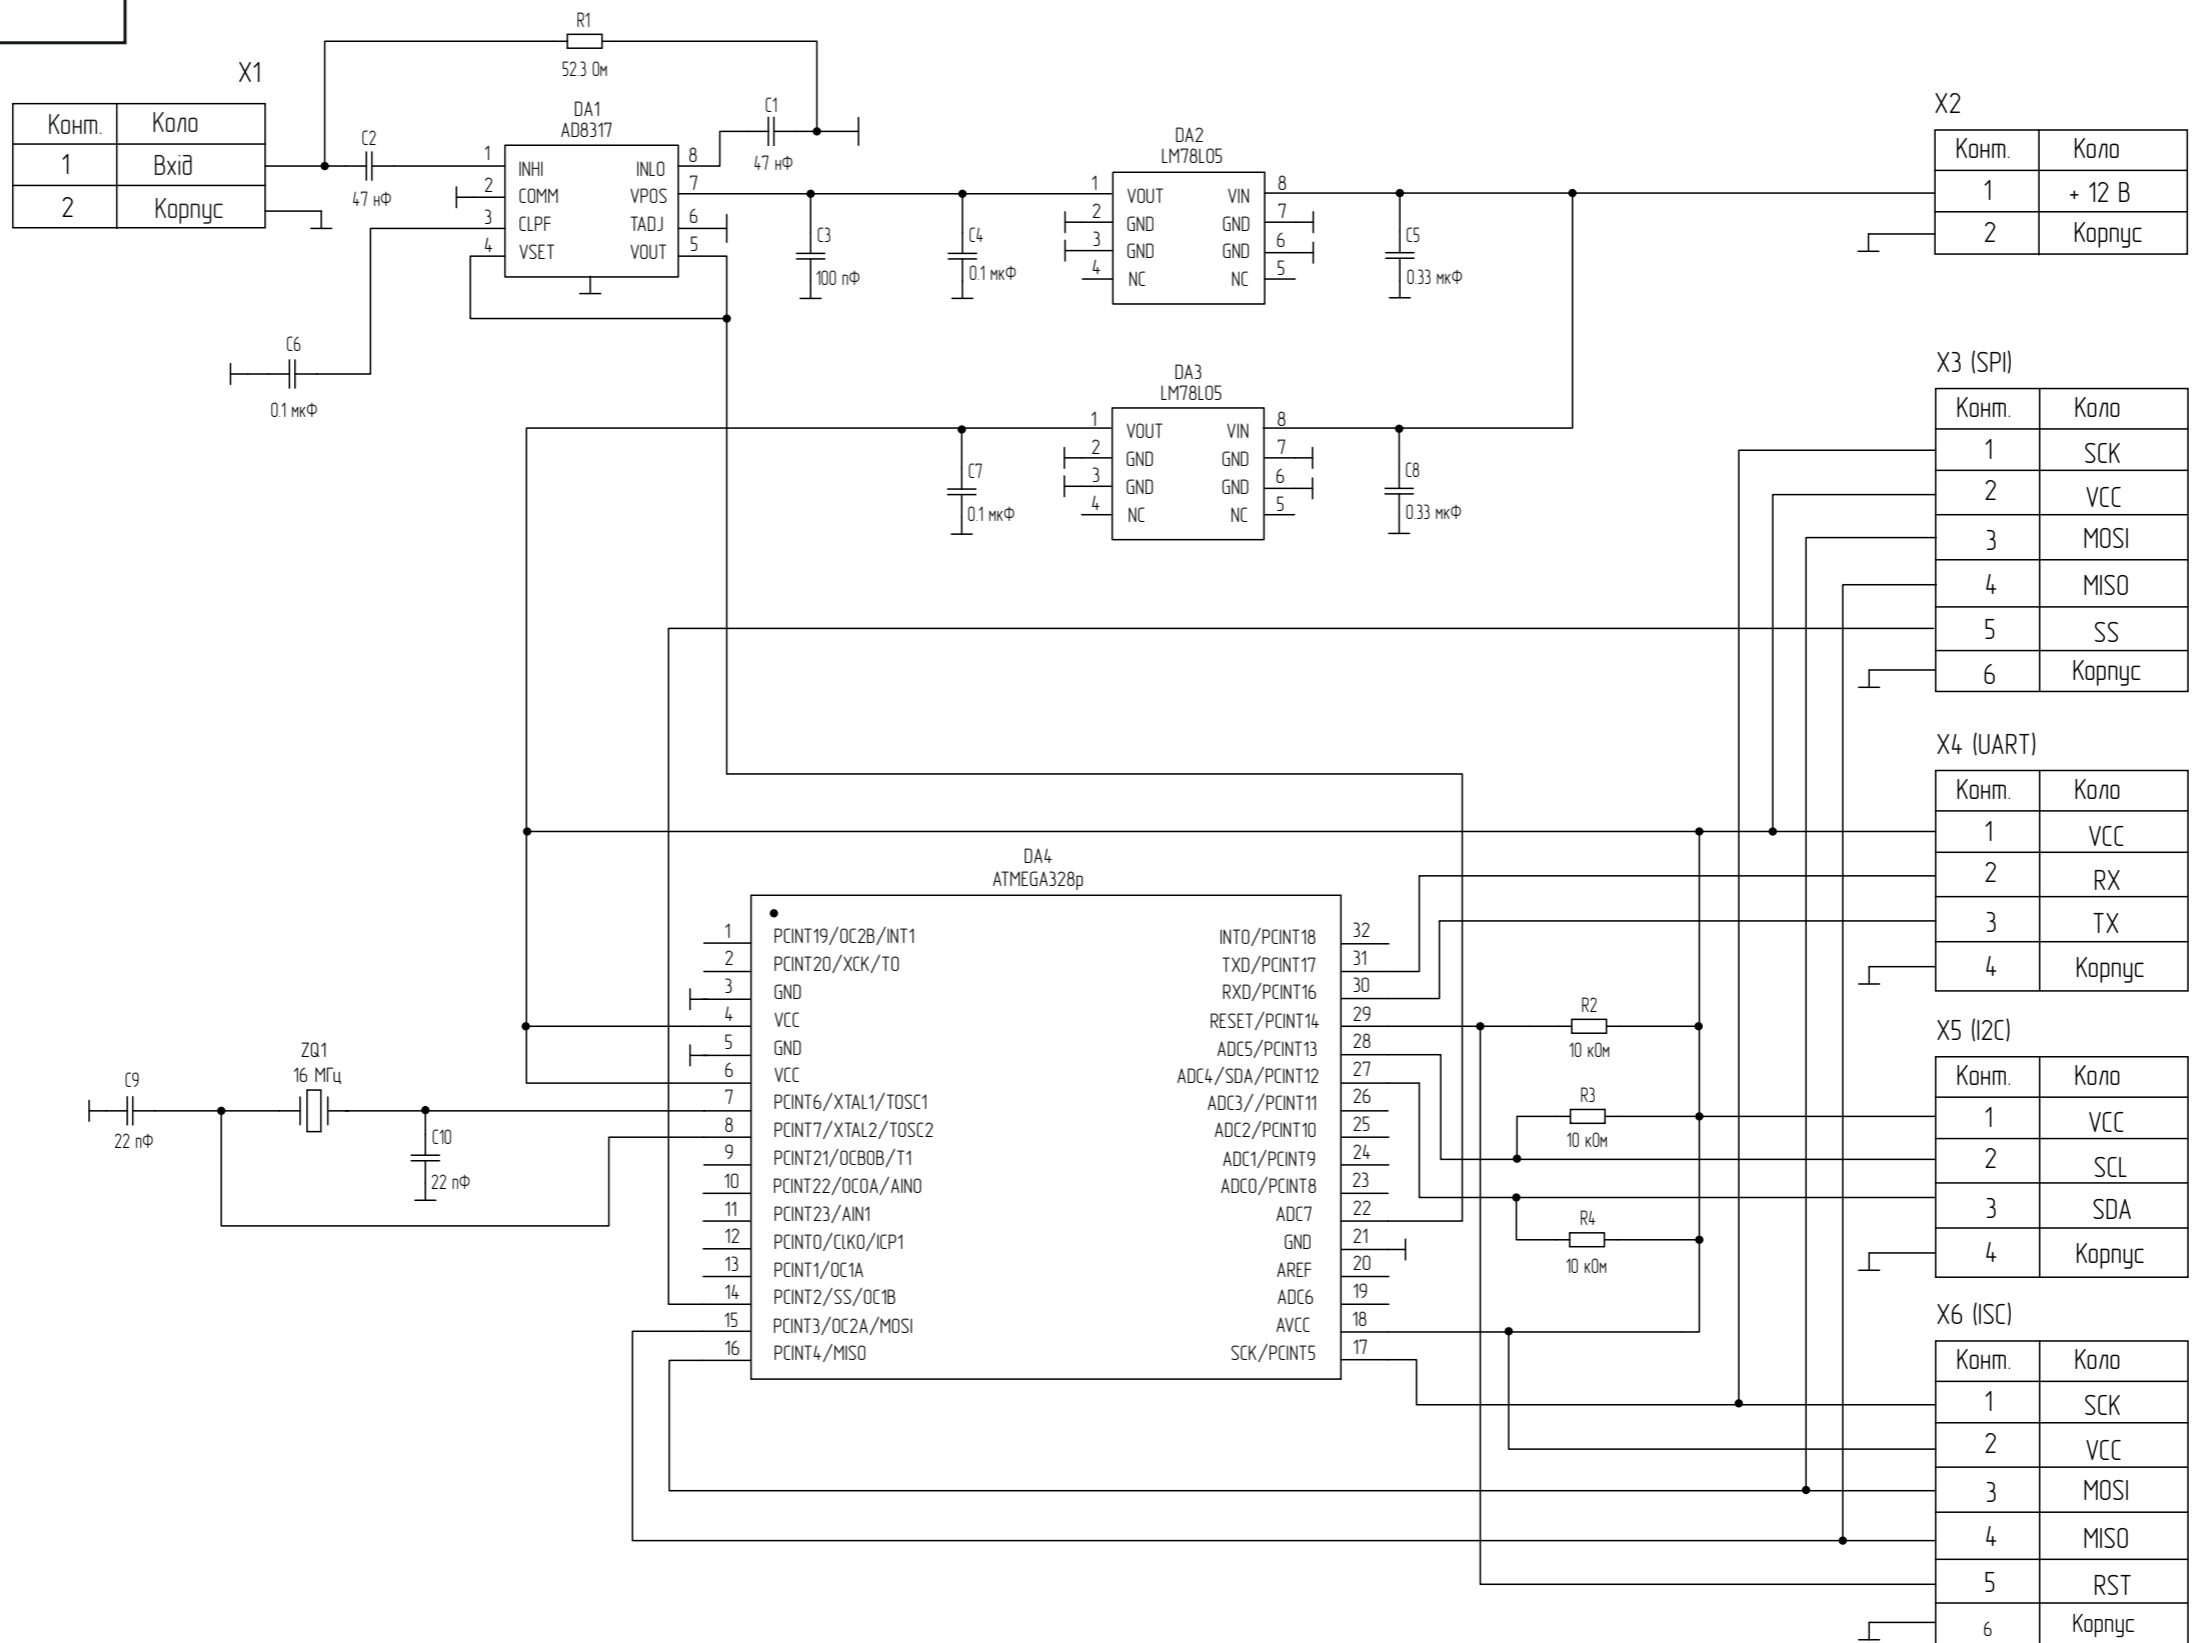 R1
52.3 Ом
X1
Конт. Коло
1 Вхід
2 Корпус
C2
47 нФ
DA1
AD8317
1 INHI INLO 8
2 COMM VPOS 7
3 CLPF TADJ 6
4 VSET VOUT 5
C1
47 нФ
C3
100 пФ
C4
0.1 мкФ
DA2
LM78L05
1 VOUT VIN 8
2 GND GND 7
3 GND GND 6
4 NC NC 5
C5
0.33 мкФ
X2
Конт. Коло
1 + 12 В
2 Корпус
C6
0.1 мкФ
DA3
LM78L05
1 VOUT VIN 8
2 GND GND 7
3 GND GND 6
4 NC NC 5
C7
0.1 мкФ
C8
0.33 мкФ
X3 (SPI)
Конт. Коло
1 SCK
2 VCC
3 MOSI
4 MISO
5 SS
6 Корпус
X4 (UART)
Конт. Коло
1 VCC
2 RX
3 TX
4 Корпус
DA4
ATMEGA328p
1 PCINT19/OC2B/INT1 INT0/PCINT18 32
2 PCINT20/XCK/T0 TXD/PCINT17 31
3 GND RXD/PCINT16 30
4 VCC RESET/PCINT14 29
5 GND ADC5/PCINT13 28
6 VCC ADC4/SDA/PCINT12 27
7 PCINT6/XTAL1/TOSC1 ADC3//PCINT11 26
8 PCINT7/XTAL2/TOSC2 ADC2/PCINT10 25
9 PCINT21/OCB0B/T1 ADC1/PCINT9 24
10 PCINT22/OC0A/AIN0 ADC0/PCINT8 23
11 PCINT23/AIN1 ADC7 22
12 PCINT0/ClK0/ICP1 GND 21
13 PCINT1/OC1A AREF 20
14 PCINT2/SS/OC1B ADC6 19
15 PCINT3/OC2A/MOSI AVCC 18
16 PCINT4/MISO SCK/PCINT5 17
C9
22 пФ
ZQ1
16 МГц
C10
22 пФ
R2
10 кОм
R3
10 кОм
R4
10 кОм
X5 (I2C)
Конт. Коло
1 VCC
2 SCL
3 SDA
4 Корпус
X6 (ISC)
Конт. Коло
1 SCK
2 VCC
3 MOSI
4 MISO
5 RST
6 Корпус